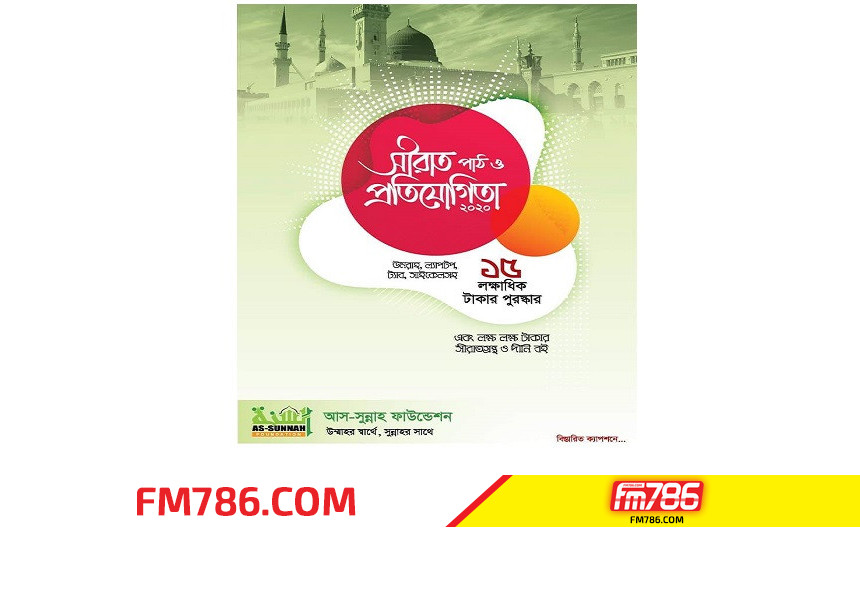 সীরাত পাঠ ও
প্রতিযোগিতা
২০২০
উমরাহ, ল্যাপটপ,
ট্যাব, সাইকেলসহ
১৫
লক্ষাধিক
টাকার পুরস্কার
এবং লক্ষ লক্ষ টাকার
সীরাতগ্রন্থ ও দীনি বই
AS-SUNNAH
FOUNDATION
আস-সুন্নাহ ফাউন্ডেশন
উম্মাহর স্বার্থে, সুন্নাহর সাথে
বিস্তারিত ক্যাপশনে...
FM786.COM
fm786
FM786.COM